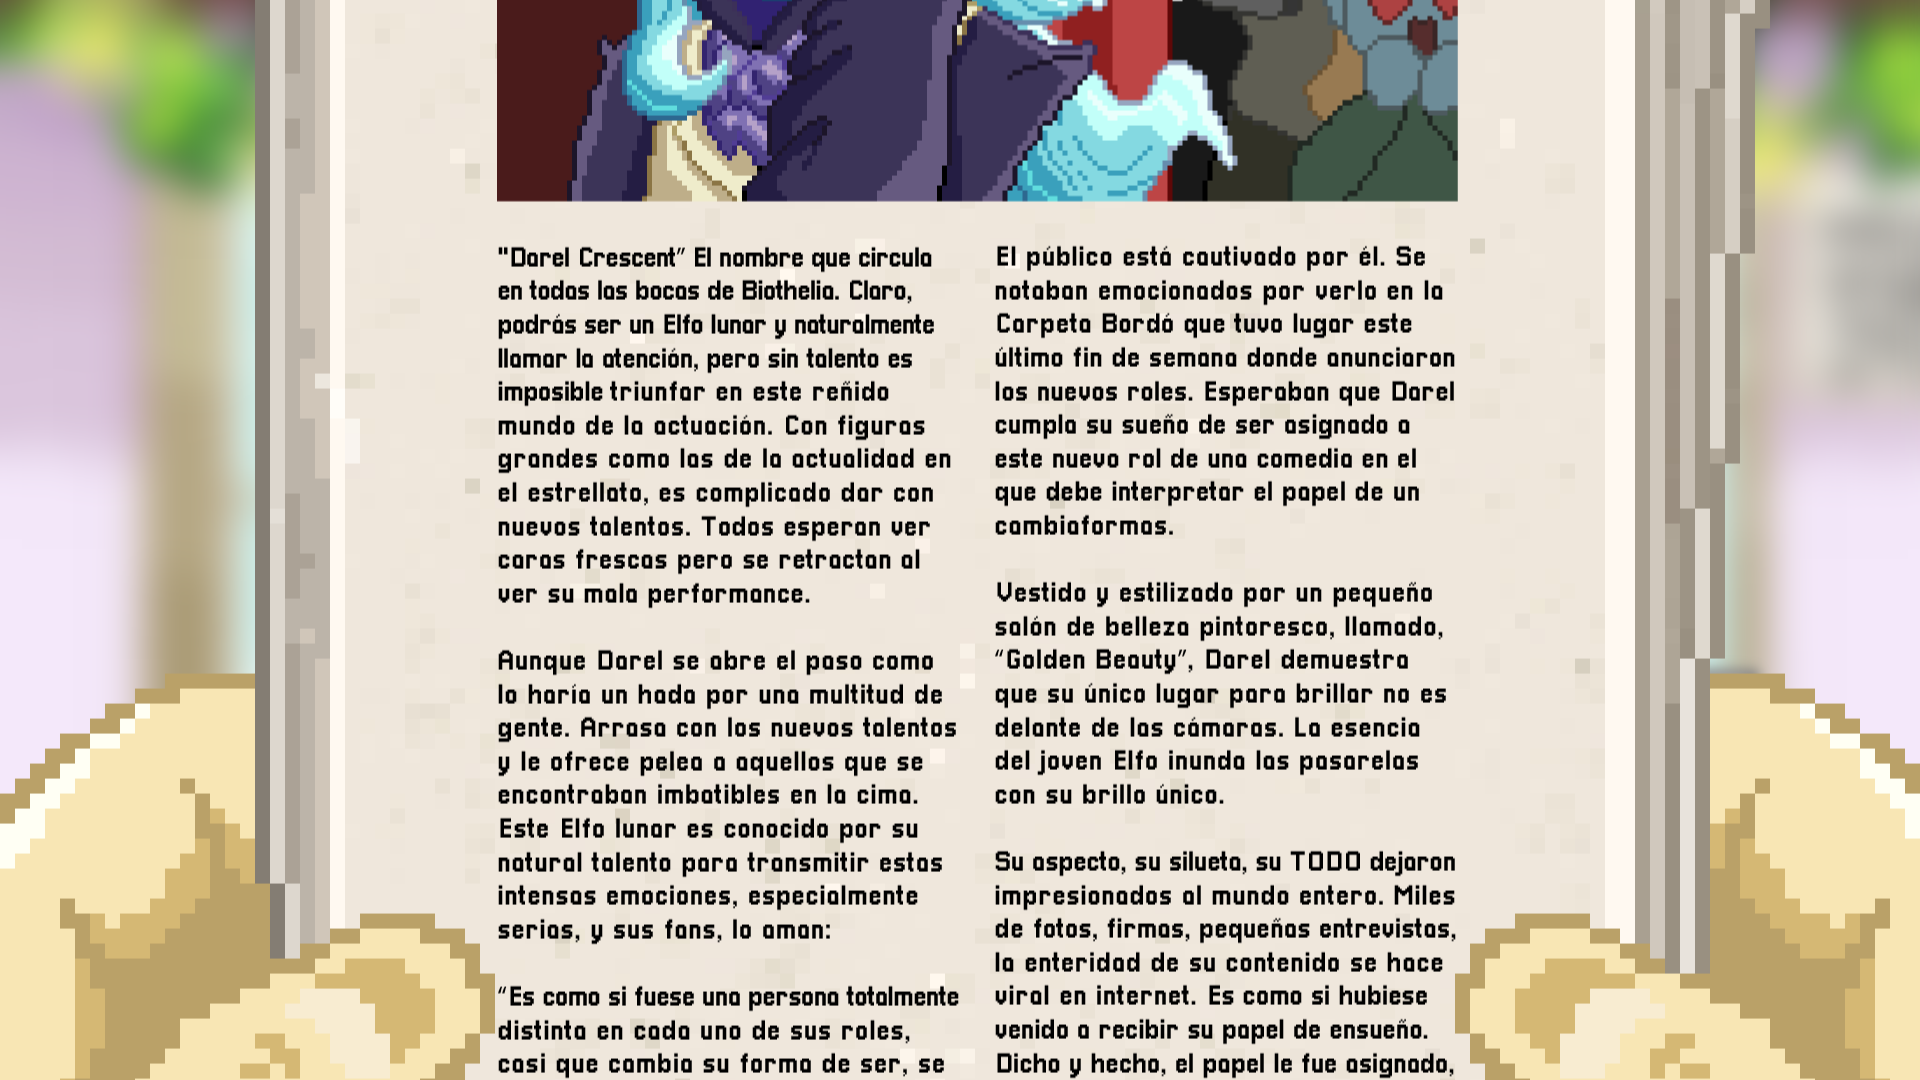 "Darel Crescent” El nombre que circula
en todas las bocas de Biothelia. Claro,
podrás ser un Elfo lunar y naturalmente
llamar la atención, pero sin talento es
imposible triunfar en este reñido
mundo de la actuación. Con figuras
grandes como las de la actualidad en
el estrellato, es complicado dar con
nuevos talentos. Todos esperan ver
caras frescas pero se retractan al
ver su mala performance.
Aunque Darel se abre el paso como
lo haría un hada por una multitud de
gente. Arrasa con los nuevos talentos
y le ofrece pelea a aquellos que se
encontraban imbatibles en la cima.
Este Elfo lunar es conocido por su
natural talento para transmitir estas
intensas emociones, especialmente
serias, y sus fans, lo aman:
“Es como si fuese una persona totalmente
distinta en cada uno de sus roles,
casi que cambia su forma de ser, se
El público está cautivado por él. Se
notaban emocionados por verlo en la
Carpeta Bordó que tuvo lugar este
último fin de semana donde anunciaron
los nuevos roles. Esperaban que Darel
cumpla su sueño de ser asignado a
este nuevo rol de una comedia en el
que debe interpretar el papel de un
cambiaformas.
Vestido y estilizado por un pequeño
salón de belleza pintoresco, llamado,
“Golden Beauty”, Darel demuestra
que su único lugar para brillar no es
delante de las cámaras. La esencia
del joven Elfo inunda las pasarelas
con su brillo único.
Su aspecto, su silueta, su TODO dejaron
impresionados al mundo entero. Miles
de fotos, firmas, pequeñas entrevistas,
la enteridad de su contenido se hace
viral en internet. Es como si hubiese
venido a recibir su papel de ensueño.
Dicho y hecho, el papel le fue asignado,